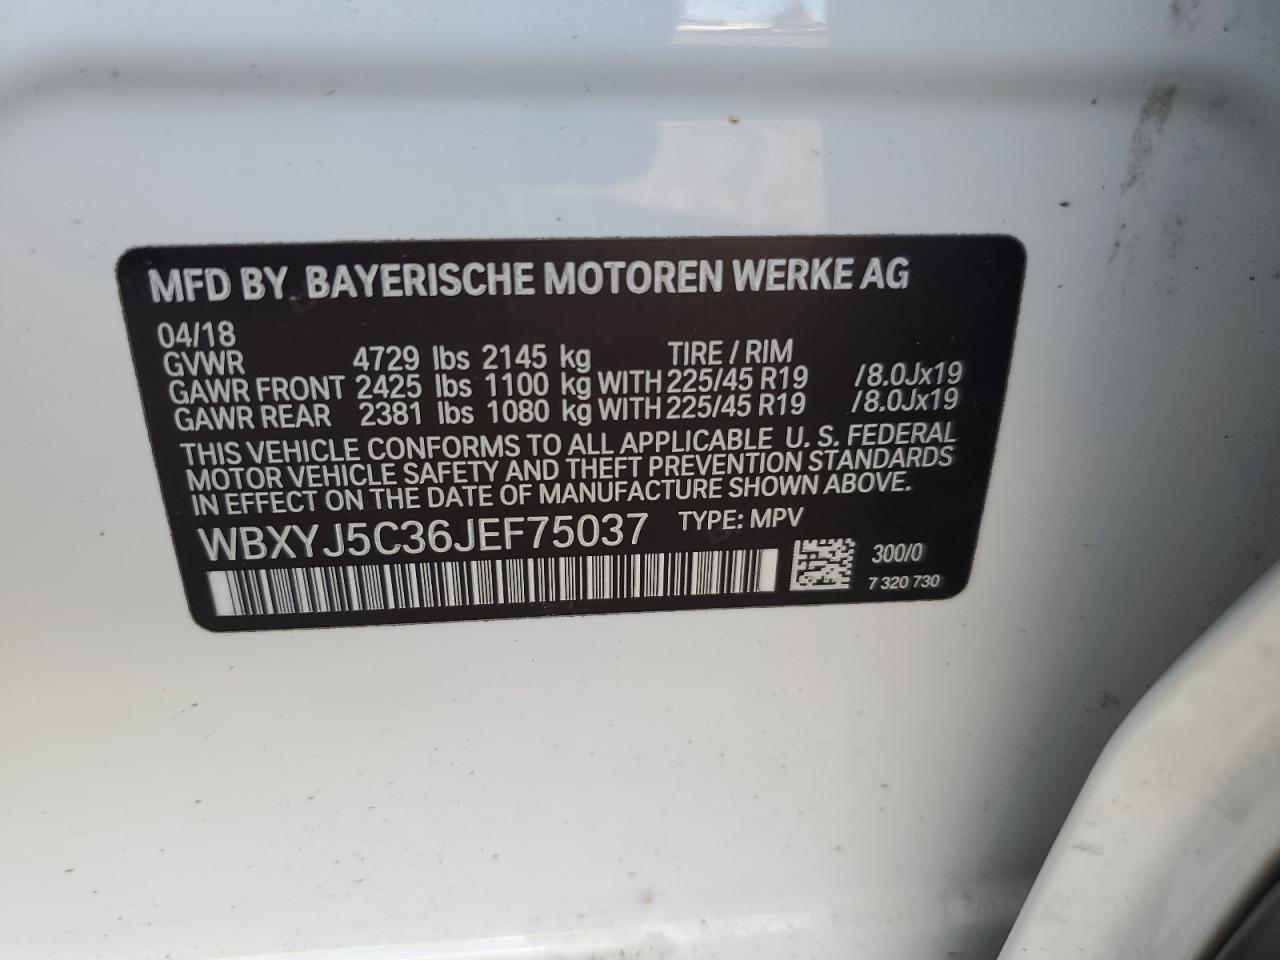 MFD BY BAYERISCHE MOTOREN WERKE AG
04/18
GVWR 4729 lbs 2145 kg TIRE / RIM
GAWR FRONT 2425 lbs 1100 kg WITH 225/45 R19 /8.0Jx19
GAWR REAR 2381 lbs 1080 kg WITH 225/45 R19 /8.0Jx19
THIS VEHICLE CONFORMS TO ALL APPLICABLE U. S. FEDERAL
MOTOR VEHICLE SAFETY AND THEFT PREVENTION STANDARDS
IN EFFECT ON THE DATE OF MANUFACTURE SHOWN ABOVE.
WBXYJ5C36JEF75037 TYPE: MPV
300/0
7 320 730